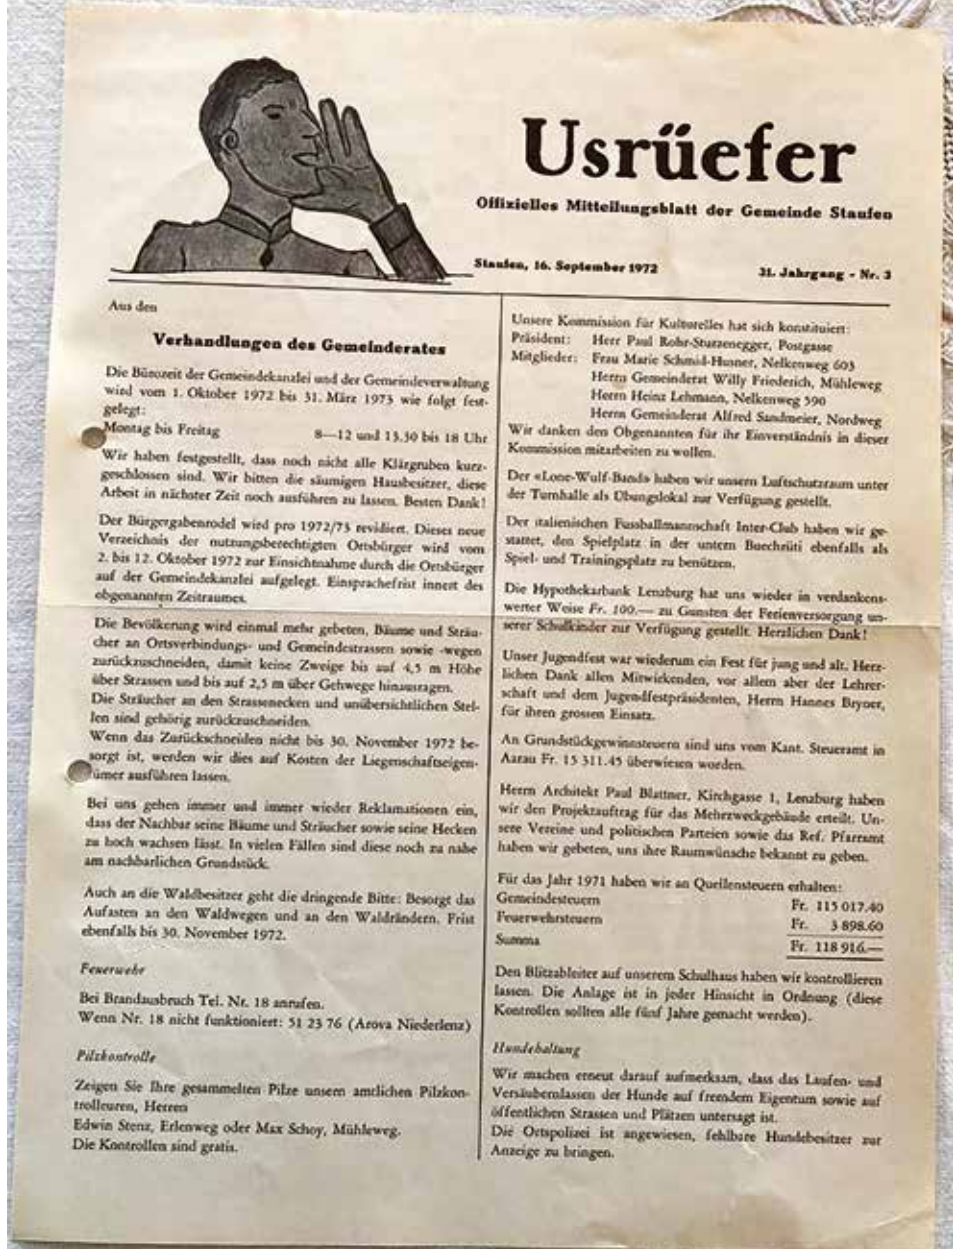 Usrüefer
Offizielles Mitteilungsblatt der Gemeinde Staufen
Staufen, 16. September 1972
31. Jahrgang - Nr. 3
Aus den
Verhandlungen des Gemeinderates
Die Bürozeit der Gemeindekanzlei und der Gemeindeverwaltung
wird vom 1. Oktober 1972 bis 31. März 1973 wie folgt fest-
gelegt:
Montag bis Freitag 8—12 und 13.30 bis 18 Uhr
Wir haben festgestellt, dass noch nicht alle Klärgruben kurz-
geschlossen sind. Wir bitten die säumigen Hausbesitzer, diese
Arbeit in nächster Zeit noch ausführen zu lassen. Besten Dank!
Der Bürgergabenrodel wird pro 1972/73 revidiert. Dieses neue
Verzeichnis der nutzungsberechtigten Ortsbürger wird vom
2. bis 12. Oktober 1972 zur Einsichtnahme durch die Ortsbürger
auf der Gemeindekanzlei aufgelegt. Einsprachefrist innert des
obgenannten Zeitraumes.
Die Bevölkerung wird einmal mehr gebeten, Bäume und Sträu-
cher an Ortsverbindungs- und Gemeindestrassen sowie -wegen
zurückzuschneiden, damit keine Zweige bis auf 4,5 m Höhe
über Strassen und bis auf 2,5 m über Gehwege hinausragen.
Die Sträucher an den Strassenecken und unübersichtlichen Stel-
len sind gehörig zurückzuschneiden.
Wenn das Zurückschneiden nicht bis 30. November 1972 be-
sorgt ist, werden wir dies auf Kosten der Liegenschaftseigen-
tümer ausführen lassen.
Bei uns gehen immer und immer wieder Reklamationen ein,
dass der Nachbar seine Bäume und Sträucher sowie seine Hecken
zu hoch wachsen lässt. In vielen Fällen sind diese noch zu nahe
am nachbarlichen Grundstück.
Auch an die Waldbesitzer geht die dringende Bitte: Besorgt das
Aufasten an den Waldwegen und an den Waldrändern. Frist
ebenfalls bis 30. November 1972.
Feuerwehr
Bei Brandausbruch Tel. Nr. 18 anrufen.
Wenn Nr. 18 nicht funktioniert: 51 23 76 (Arova Niederlenz)
Pilzkontrolle
Zeigen Sie Ihre gesammelten Pilze unsern amtlichen Pilzkon-
trolleuren, Herren
Edwin Stenz, Erlenweg oder Max Schoy, Mühleweg.
Die Kontrollen sind gratis.
Unsere Kommission für Kulturelles hat sich konstituiert:
Präsident: Herr Paul Rohr-Sturzenegger, Postgasse
Mitglieder: Frau Marie Schmid-Husner, Nelkenweg 603
Herrn Gemeinderat Willy Friederich, Mühleweg
Herrn Heinz Lehmann, Nelkenweg 590
Herrn Gemeinderat Alfred Sandmeier, Nordweg
Wir danken den Obgenannten für ihr Einverständnis in dieser
Kommission mitarbeiten zu wollen.
Der «Lone-Wulf-Band» haben wir unsern Luftschutzraum unter
der Turnhalle als Übungslokal zur Verfügung gestellt.
Der italienischen Fussballmannschaft Inter-Club haben wir ge-
stattet, den Spielplatz in der untern Buechrüti ebenfalls als
Spiel- und Trainingsplatz zu benützen.
Die Hypothekarbank Lenzburg hat uns wieder in verdankens-
werter Weise Fr. 100.— zu Gunsten der Ferienversorgung un-
serer Schulkinder zur Verfügung gestellt. Herzlichen Dank!
Unser Jugendfest war wiederum ein Fest für jung und alt. Herz-
lichen Dank allen Mitwirkenden, vor allem aber der Lehrer-
schaft und dem Jugendfestpräsidenten, Herrn Hannes Bryner,
für ihren grossen Einsatz.
An Grundstückgewinnsteuern sind uns vom Kant. Steueramt in
Aarau Fr. 15 311.45 überwiesen worden.
Herrn Architekt Paul Blattner, Kirchgasse 1, Lenzburg haben
wir den Projektauftrag für das Mehrzweckgebäude erteilt. Un-
sere Vereine und politischen Parteien sowie das Ref. Pfarramt
haben wir gebeten, uns ihre Raumwünsche bekannt zu geben.
Für das Jahr 1971 haben wir an Quellensteuern erhalten:
Gemeindesteuern Fr. 115 017.40
Feuerwehrsteuern Fr. 3 898.60
Summa Fr. 118 916.—
Den Blitzableiter auf unserem Schulhaus haben wir kontrollieren
lassen. Die Anlage ist in jeder Hinsicht in Ordnung (diese
Kontrollen sollten alle fünf Jahre gemacht werden).
Hundehaltung
Wir machen erneut darauf aufmerksam, dass das Laufen- und
Versäubernlassen der Hunde auf fremdem Eigentum sowie auf
öffentlichen Strassen und Plätzen untersagt ist.
Die Ortspolizei ist angewiesen, fehlbare Hundebesitzer zur
Anzeige zu bringen.